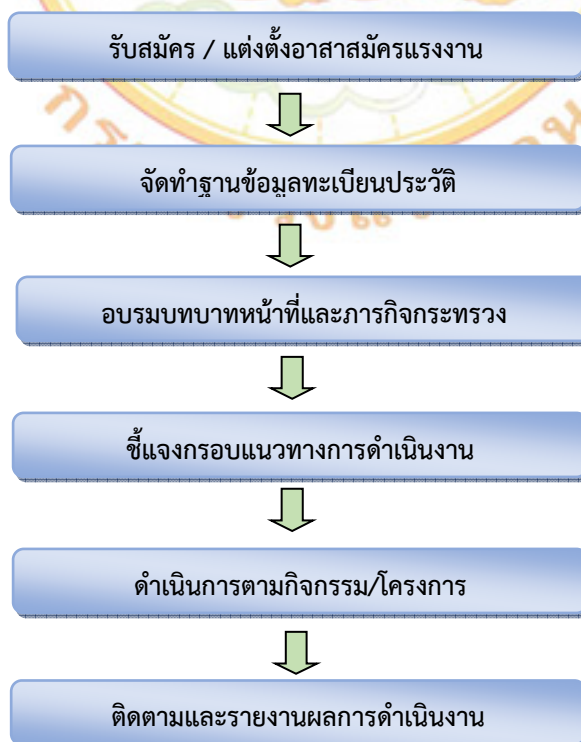 รับสมัคร / แต่งตั้งอาสาสมัครแรงงาน
จัดทำฐานข้อมูลทะเบียนประวัติ
อบรมบทบาทหน้าที่และภารกิจกระทรวง
ชี้แจงกรอบแนวทางการดำเนินงาน
ดำเนินการตามกิจกรรม/โครงการ
ติดตามและรายงานผลการดำเนินงาน